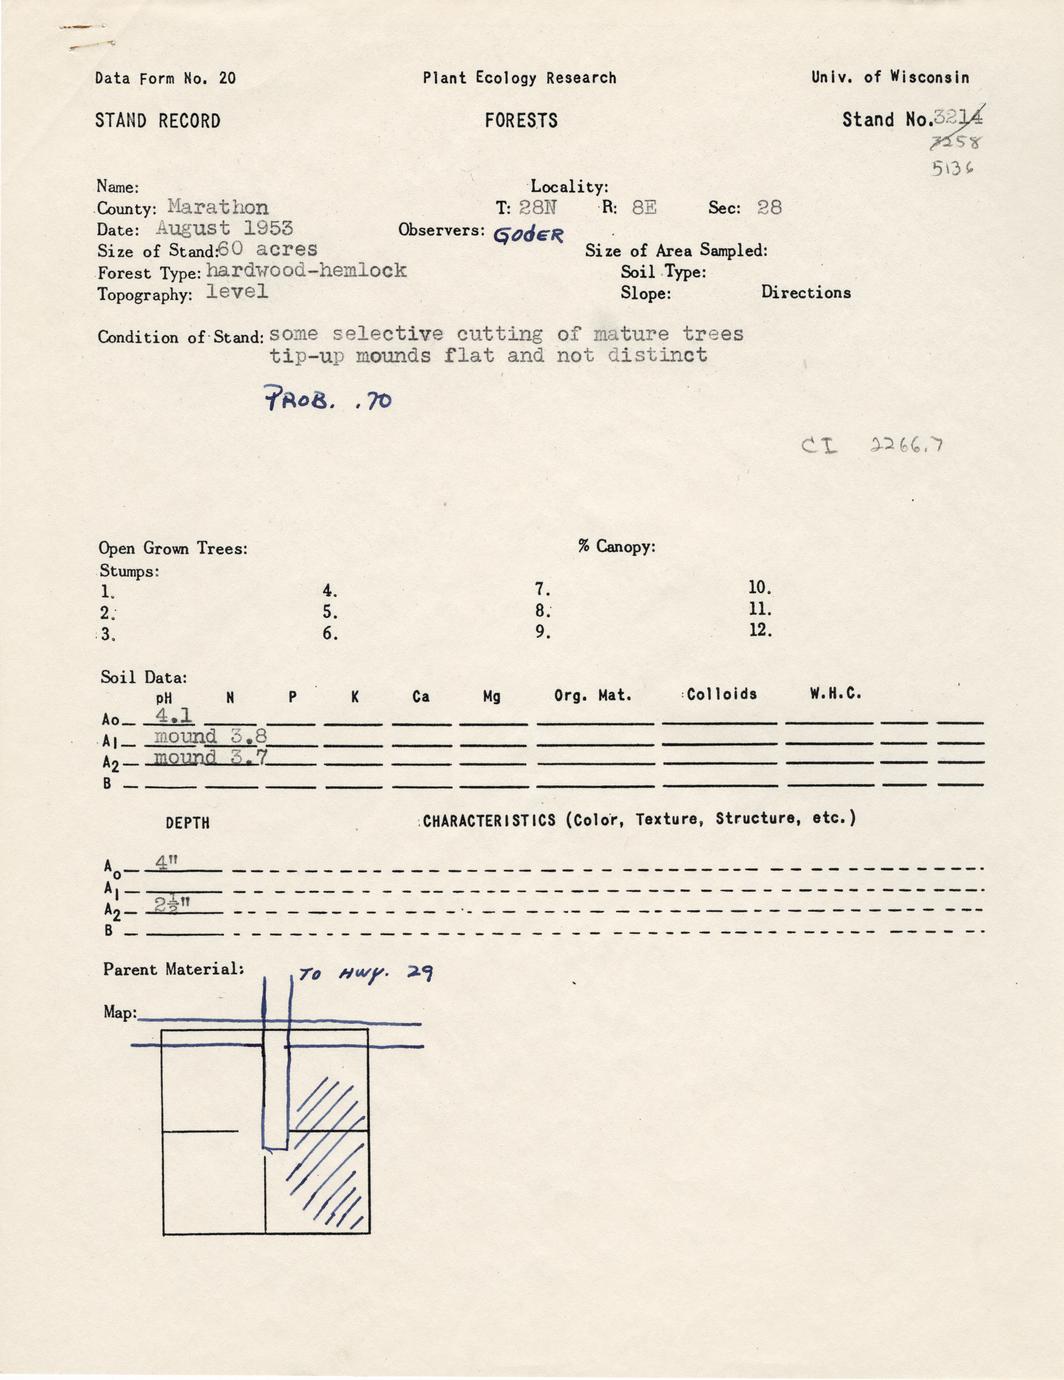 Data Form No. 20 Plant Ecology Research Univ. of Wisconsin
STAND RECORD FORESTS Stand No. 3214
3258
5136
Name: Locality:
County: Marathon T: 28N R: 8E Sec: 28
Date: August 1953 Observers: GODER
Size of Stand: 60 acres Size of Area Sampled:
Forest Type: hardwood-hemlock Soil Type:
Topography: level Slope: Directions
Condition of Stand: some selective cutting of mature trees
tip-up mounds flat and not distinct
PROB. .70
CI 2266.7
Open Grown Trees: % Canopy:
Stumps:
1. 4. 7. 10.
2. 5. 8. 11.
3. 6. 9. 12.
Soil Data:
pH N P K Ca Mg Org. Mat. Colloids W.H.C.
Ao 4.1
A1 mound 3.8
A2 mound 3.7
B
DEPTH CHARACTERISTICS (Color, Texture, Structure, etc.)
Ao 4"
A1
A2 2½"
B
Parent Material: TO HWY. 29
Map: